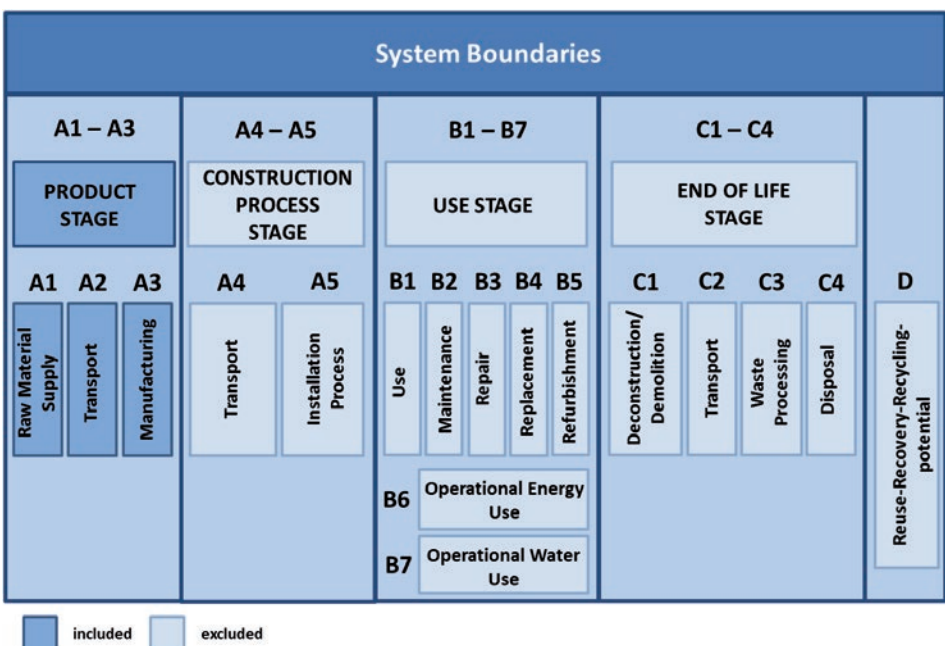 System Boundaries
A1 – A3
A4 – A5
B1 – B7
C1 – C4
PRODUCT
STAGE
CONSTRUCTION
PROCESS
STAGE
USE STAGE
END OF LIFE
STAGE
A1
A2
A3
A4
A5
B1
B2
B3
B4
B5
C1
C2
C3
C4
D
Raw Material
Supply
Transport
Manufacturing
Transport
Installation
Process
Use
Maintenance
Repair
Replacement
Refurbishment
Deconstruction/
Demolition
Transport
Waste
Processing
Disposal
Reuse-Recovery-Recycling-
potential
B6
Operational Energy
Use
B7
Operational Water
Use
included
excluded